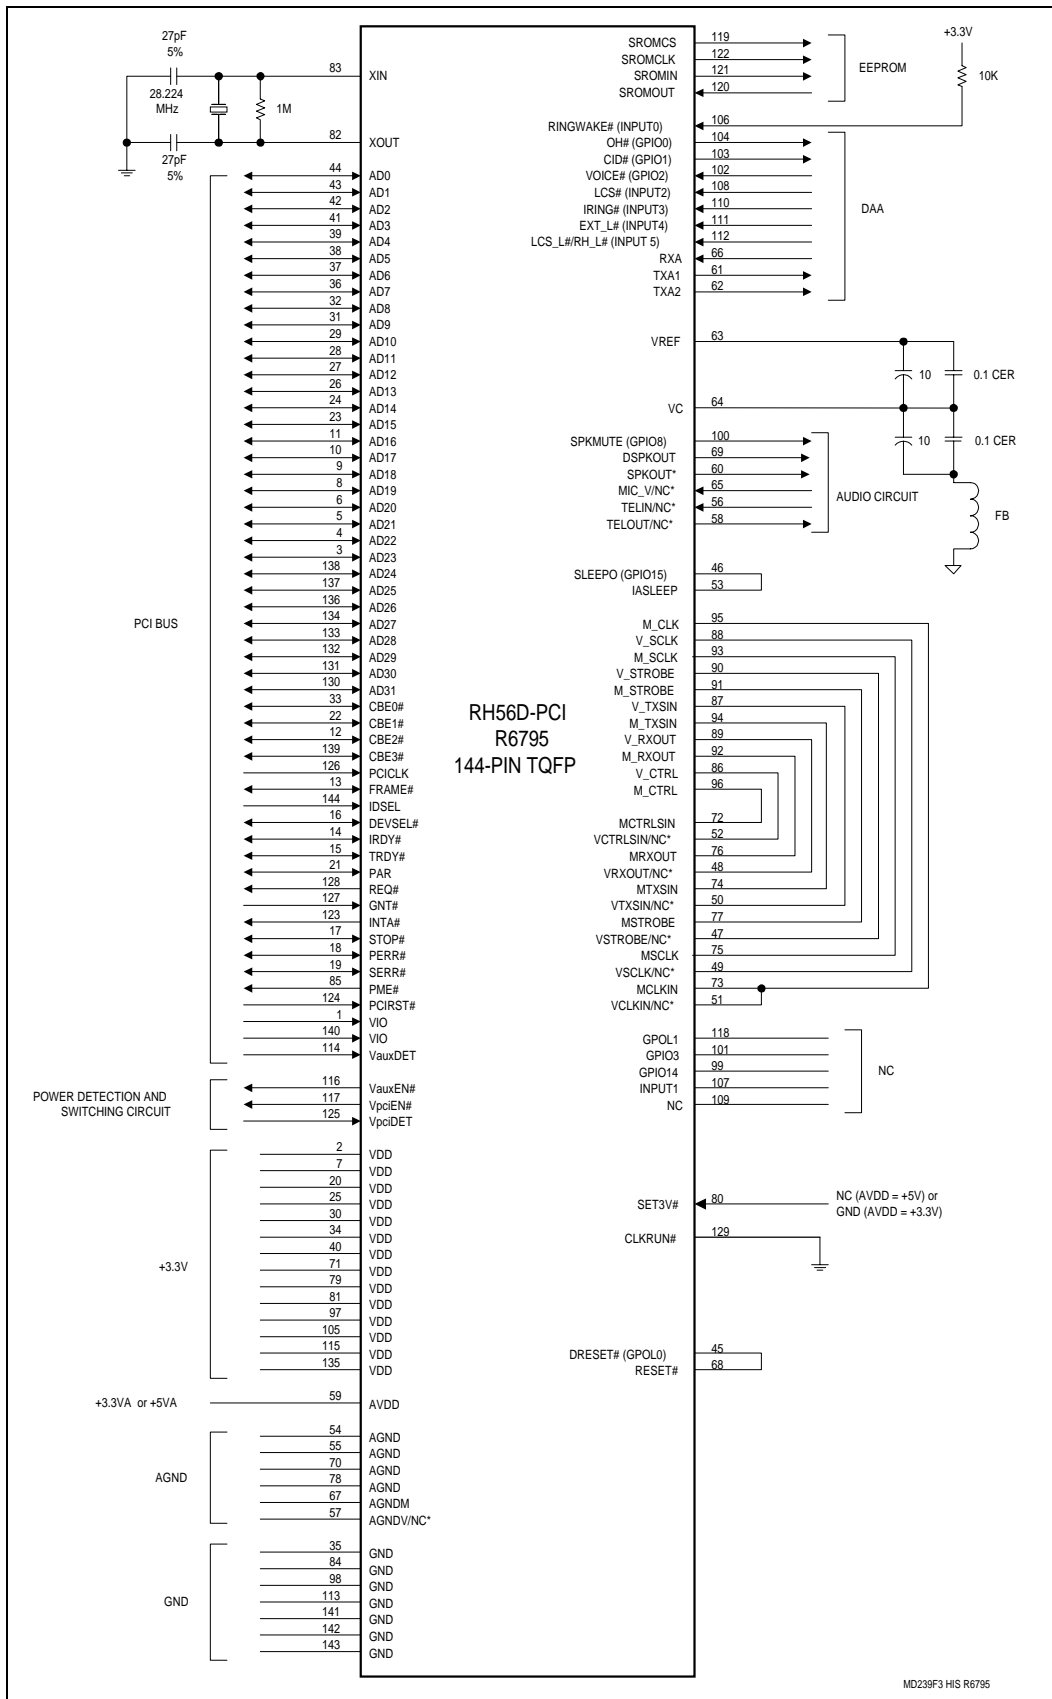 27pF
5%
28.224
MHz
1M
27pF
5%
83 XIN
82 XOUT
PCI BUS
44 AD0
43 AD1
42 AD2
41 AD3
39 AD4
38 AD5
37 AD6
36 AD7
32 AD8
31 AD9
29 AD10
28 AD11
27 AD12
26 AD13
24 AD14
23 AD15
11 AD16
10 AD17
9 AD18
8 AD19
6 AD20
5 AD21
4 AD22
3 AD23
138 AD24
137 AD25
136 AD26
134 AD27
133 AD28
132 AD29
131 AD30
130 AD31
33 CBE0#
22 CBE1#
12 CBE2#
139 CBE3#
126 PCICLK
13 FRAME#
144 IDSEL
16 DEVSEL#
14 IRDY#
15 TRDY#
21 PAR
128 REQ#
127 GNT#
123 INTA#
17 STOP#
18 PERR#
19 SERR#
85 PME#
124 PCIRST#
1 VIO
140 VIO
114 VauxDET
POWER DETECTION AND
SWITCHING CIRCUIT
116 VauxEN#
117 VpciEN#
125 VpciDET
+3.3V
2 VDD
7 VDD
20 VDD
25 VDD
30 VDD
34 VDD
40 VDD
71 VDD
79 VDD
81 VDD
97 VDD
105 VDD
115 VDD
135 VDD
+3.3VA or +5VA
59 AVDD
AGND
54 AGND
55 AGND
70 AGND
78 AGND
67 AGNDM
57 AGNDV/NC*
GND
35 GND
84 GND
98 GND
113 GND
141 GND
142 GND
143 GND
RH56D-PCI
R6795
144-PIN TQFP
SROMCS 119
SROMCLK 122
SROMIN 121
SROMOUT 120
EEPROM
+3.3V
10K
RINGWAKE# (INPUT0) 106
OH# (GPIO0) 104
CID# (GPIO1) 103
VOICE# (GPIO2) 102
LCS# (INPUT2) 108
IRING# (INPUT3) 110
EXT_L# (INPUT4) 111
LCS_L#/RH_L# (INPUT 5) 112
RXA 66
TXA1 61
TXA2 62
DAA
VREF 63
10 0.1 CER
VC 64
10 0.1 CER
FB
SPKMUTE (GPIO8) 100
DSPKOUT 69
SPKOUT* 60
MIC_V/NC* 65
TELIN/NC* 56
TELOUT/NC* 58
AUDIO CIRCUIT
SLEEPO (GPIO15) 46
IASLEEP 53
M_CLK 95
V_SCLK 88
M_SCLK 93
V_STROBE 90
M_STROBE 91
V_TXSIN 87
M_TXSIN 94
V_RXOUT 89
M_RXOUT 92
V_CTRL 86
M_CTRL 96
MCTRLSIN 72
VCTRLSIN/NC* 52
MRXOUT 76
VRXOUT/NC* 48
MTXSIN 74
VTXSIN/NC* 50
MSTROBE 77
VSTROBE/NC* 47
MSCLK 75
VSCLK/NC* 49
MCLKIN 73
VCLKIN/NC* 51
GPOL1 118
GPIO3 101
GPIO14 99
INPUT1 107
NC 109
NC
SET3V# 80
NC (AVDD = +5V) or
GND (AVDD = +3.3V)
CLKRUN# 129
DRESET# (GPOL0) 45
RESET# 68
MD239F3 HIS R6795